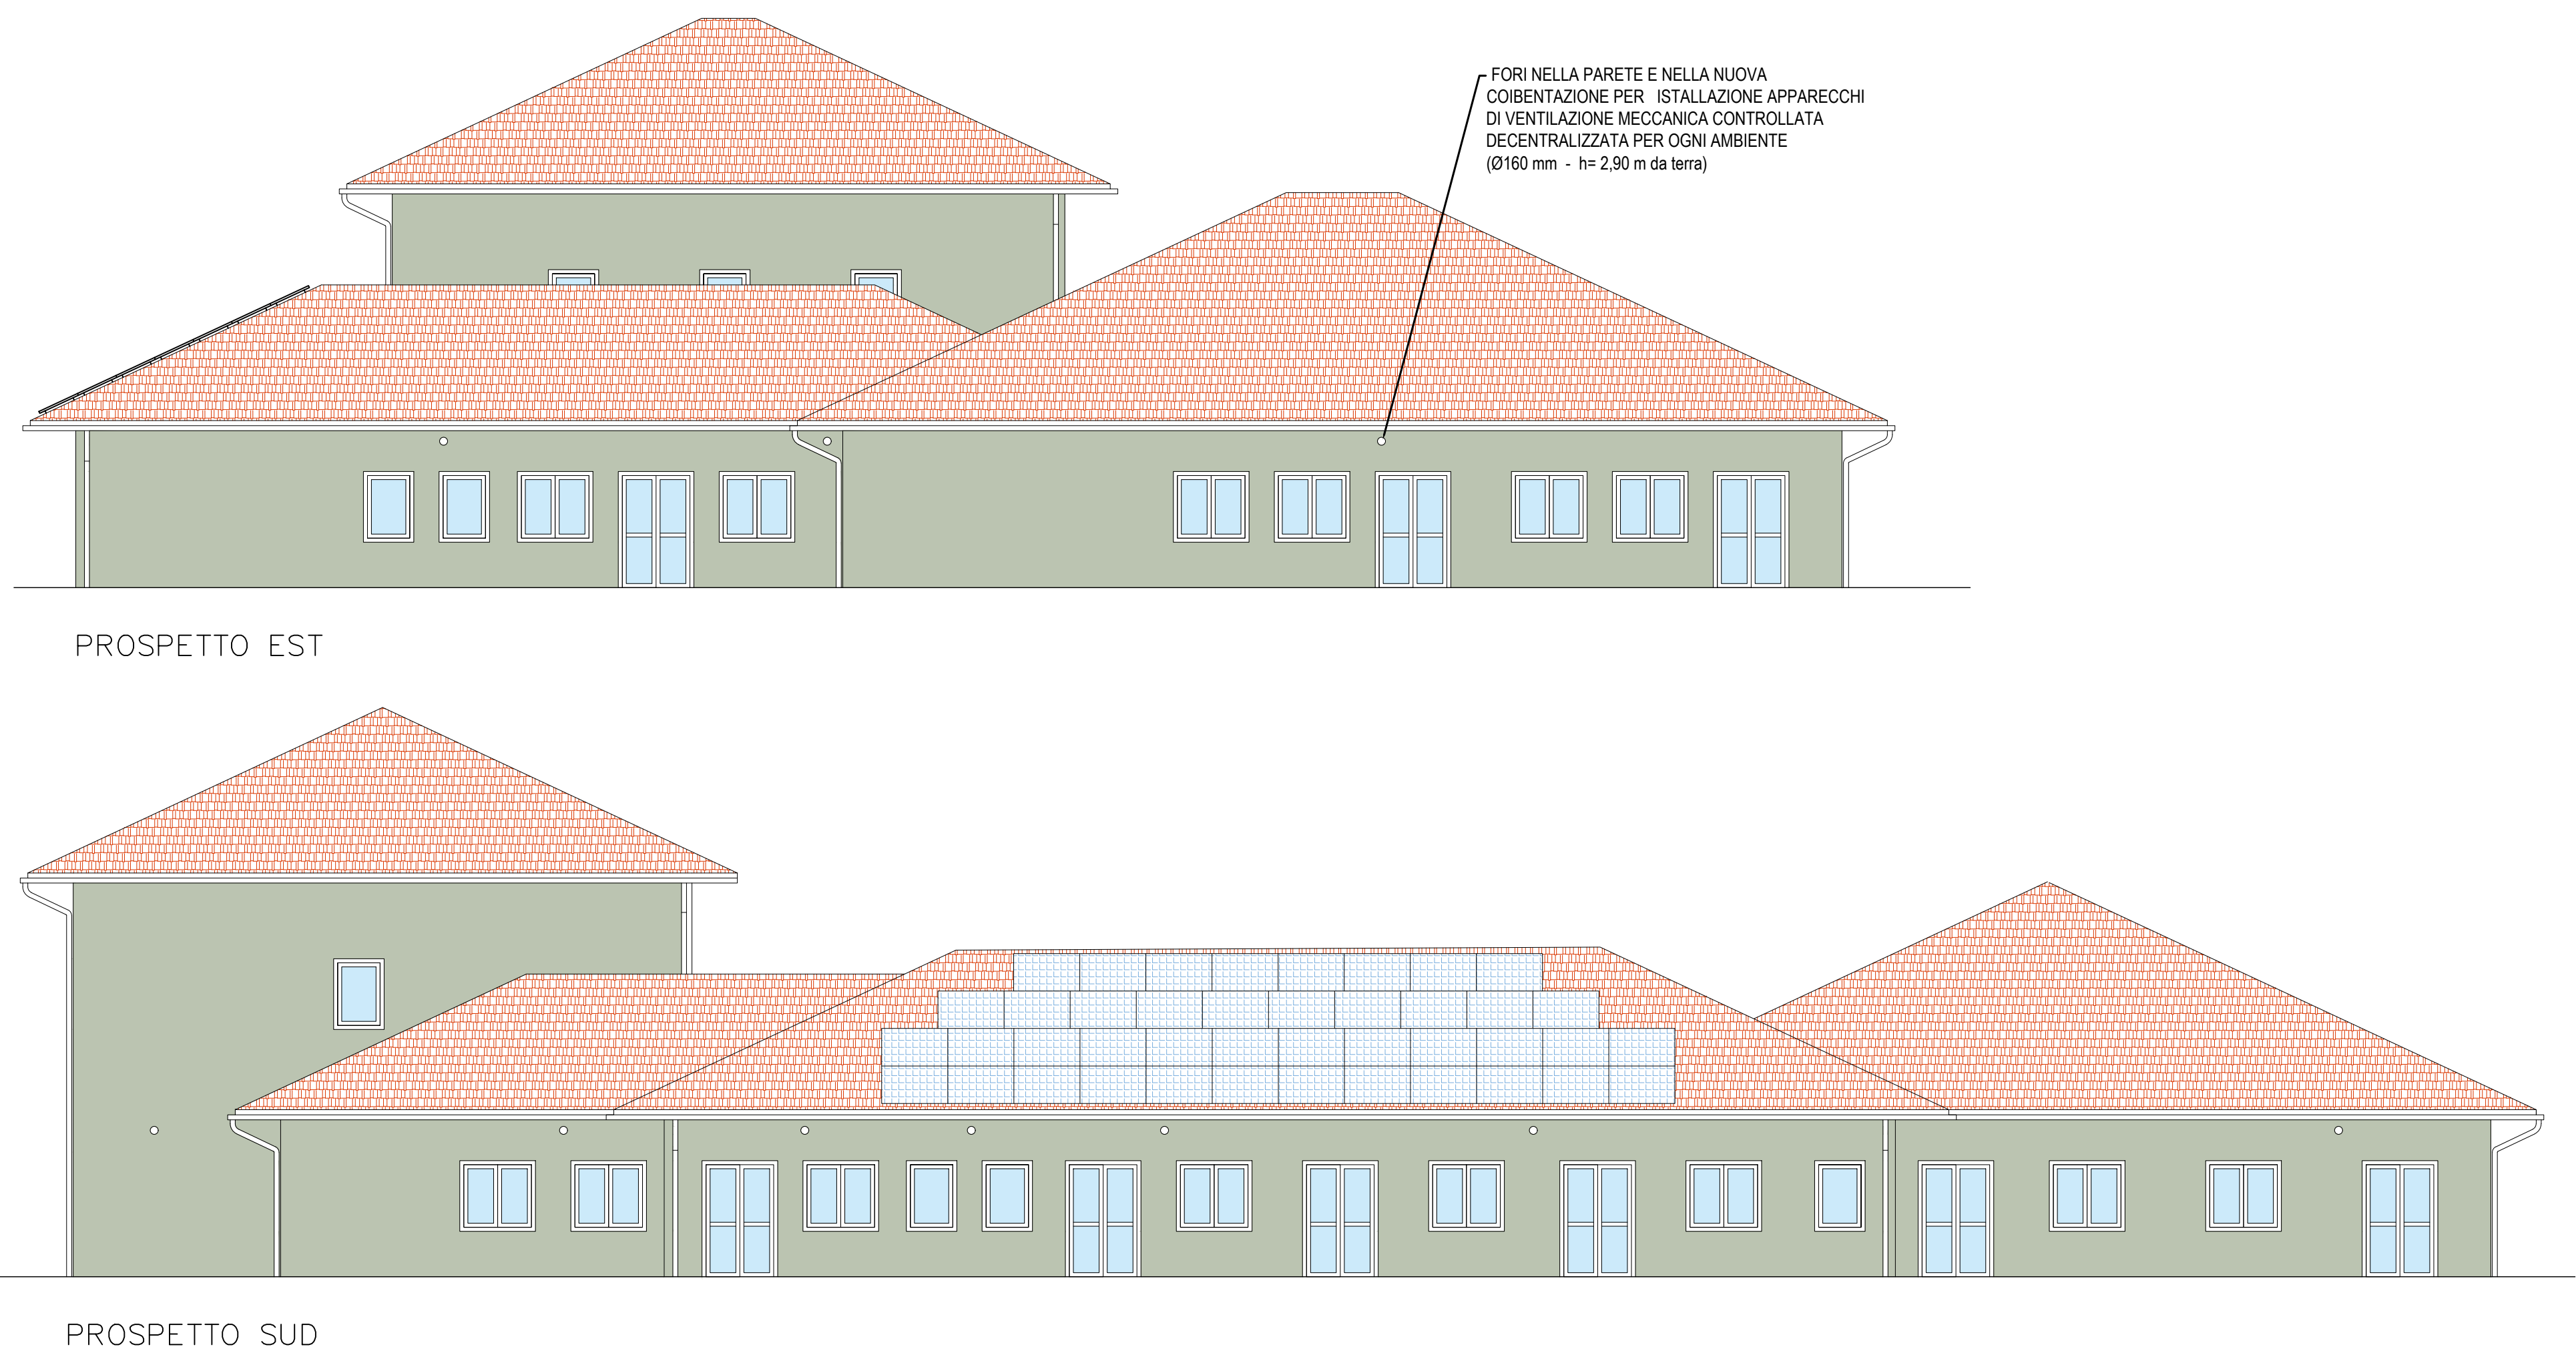 FORI NELLA PARETE E NELLA NUOVA
COIBENTAZIONE PER ISTALLAZIONE APPARECCHI
DI VENTILAZIONE MECCANICA CONTROLLATA
DECENTRALIZZATA PER OGNI AMBIENTE
(Ø160 mm - h= 2,90 m da terra)
PROSPETTO EST
PROSPETTO SUD